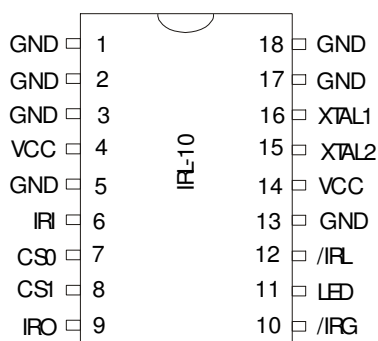 GND 1 18 GND
GND 2 17 GND
GND 3 16 XTAL1
VCC 4 15 XTAL2
GND 5 14 VCC
IRI 6 13 GND
CS0 7 12 /IRL
CS1 8 11 LED
IRO 9 10 /IRG
IRL-10